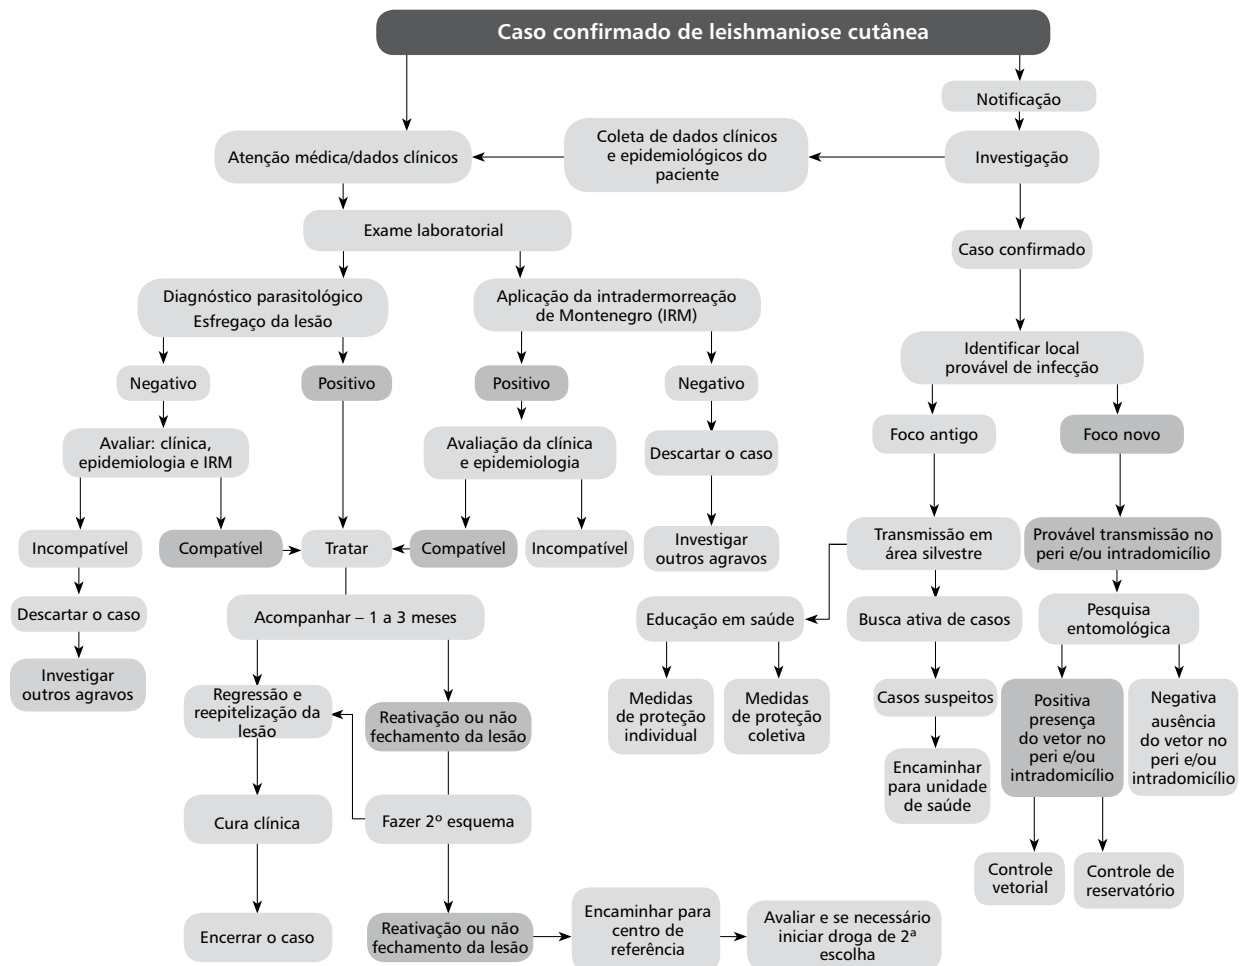 Caso confirmado de leishmaniose cutânea
Notificação
Atenção médica/dados clínicos
Coleta de dados clínicos
e epidemiológicos do
paciente
Investigação
Exame laboratorial
Caso confirmado
Diagnóstico parasitológico
Esfregaço da lesão
Aplicação da intradermorreação
de Montenegro (IRM)
Identificar local
provável de infecção
Negativo
Positivo
Positivo
Negativo
Avaliar: clínica,
epidemiologia e IRM
Avaliação da clínica
e epidemiologia
Descartar o caso
Foco antigo
Foco novo
Incompatível
Compatível
Tratar
Compatível
Incompatível
Investigar
outros agravos
Transmissão em
área silvestre
Provável transmissão no
peri e/ou intradomicílio
Descartar o caso
Acompanhar – 1 a 3 meses
Educação em saúde
Busca ativa de casos
Pesquisa
entomológica
Investigar
outros agravos
Regressão e
reepitelização da
lesão
Reativação ou não
fechamento da lesão
Medidas
de proteção
individual
Medidas
de proteção
coletiva
Casos suspeitos
Encaminhar
para unidade
de saúde
Positiva
presença
do vetor no
peri e/ou
intradomicílio
Negativa
ausência
do vetor no
peri e/ou
intradomicílio
Cura clínica
Fazer 2º esquema
Controle
vetorial
Controle de
reservatório
Encerrar o caso
Reativação ou não
fechamento da lesão
Encaminhar para
centro de
referência
Avaliar e se necessário
iniciar droga de 2ª
escolha